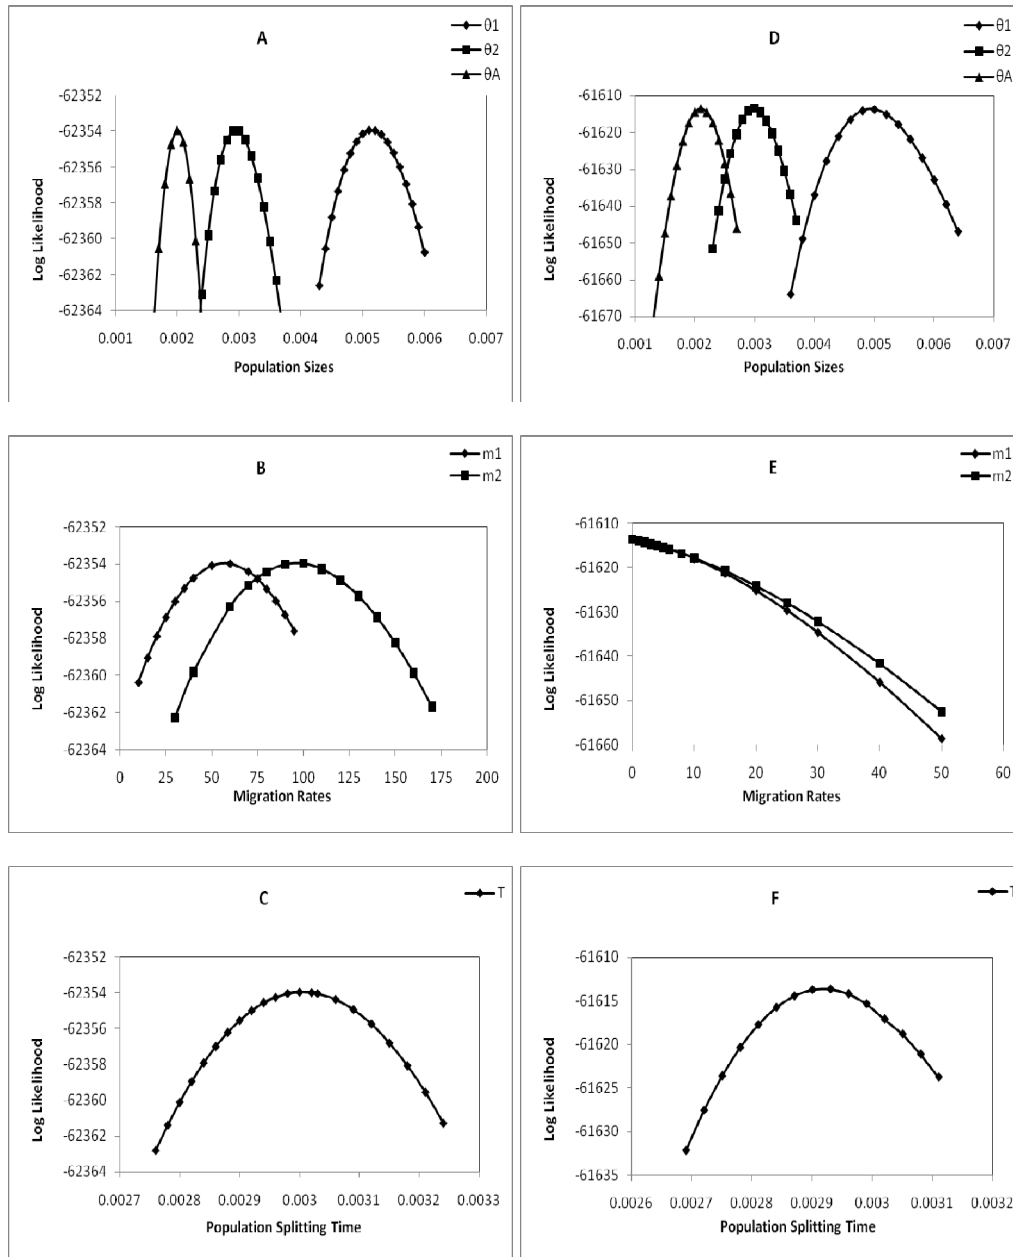 A
θ1
θ2
θA
Log Likelihood
-62352
-62354
-62356
-62358
-62360
-62362
-62364
0.001 0.002 0.003 0.004 0.005 0.006 0.007
Population Sizes
D
θ1
θ2
θA
Log Likelihood
-61610
-61620
-61630
-61640
-61650
-61660
-61670
0.001 0.002 0.003 0.004 0.005 0.006 0.007
Population Sizes
B
m1
m2
Log Likelihood
-62352
-62354
-62356
-62358
-62360
-62362
-62364
0 25 50 75 100 125 150 175 200
Migration Rates
E
m1
m2
Log Likelihood
-61610
-61620
-61630
-61640
-61650
-61660
0 10 20 30 40 50 60
Migration Rates
C
T
Log Likelihood
-62352
-62354
-62356
-62358
-62360
-62362
-62364
0.0027 0.0028 0.0029 0.003 0.0031 0.0032 0.0033
Population Splitting Time
F
T
Log Likelihood
-61610
-61615
-61620
-61625
-61630
-61635
0.0026 0.0027 0.0028 0.0029 0.003 0.0031 0.0032
Population Splitting Time